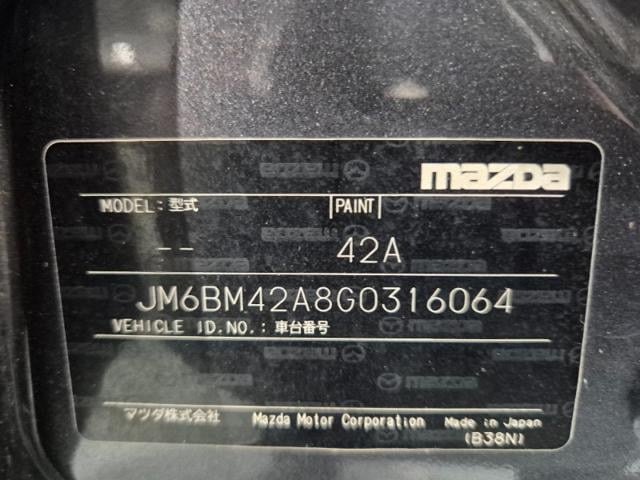 mazda
MODEL:型式 PAINT
-- 42A
JM6BM42A8G0316064
VEHICLE ID.NO.:車台番号
マツダ株式会社 Mazda Motor Corporation Made in Japan
(B38N)